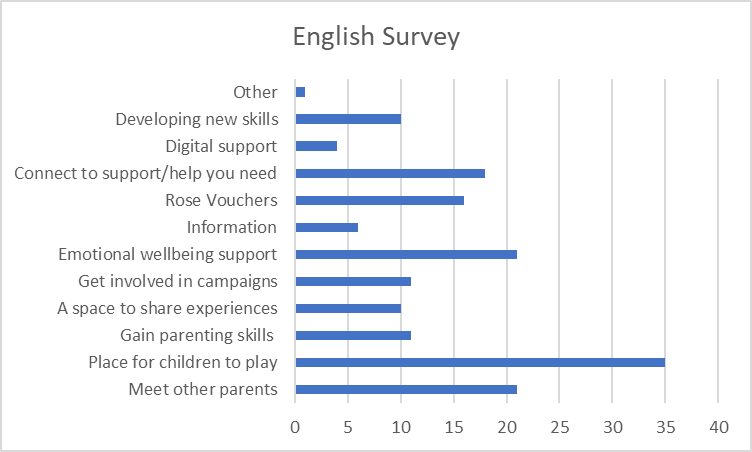 English Survey
Other
Developing new skills
Digital support
Connect to support/help you need
Rose Vouchers
Information
Emotional wellbeing support
Get involved in campaigns
A space to share experiences
Gain parenting skills
Place for children to play
Meet other parents
0 5 10 15 20 25 30 35 40